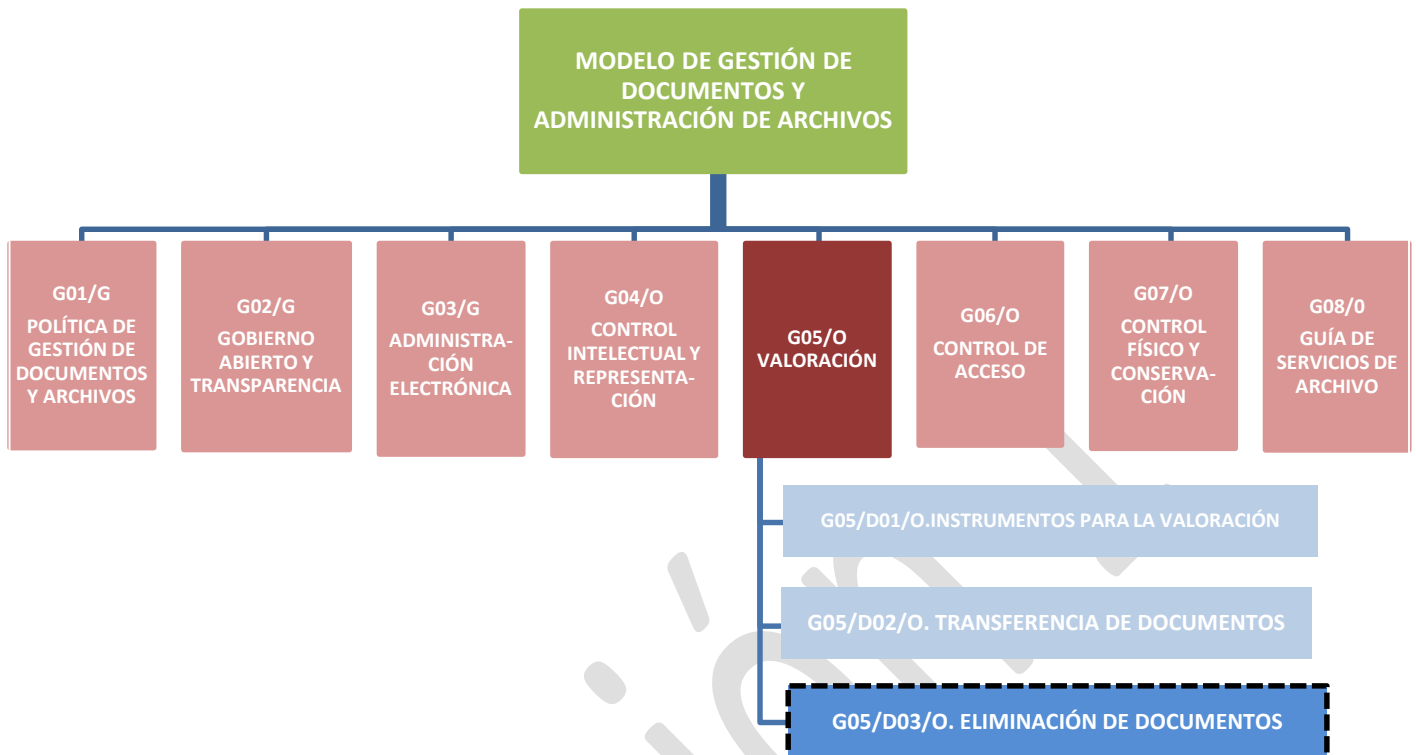 MODELO DE GESTIÓN DE
DOCUMENTOS Y
ADMINISTRACIÓN DE ARCHIVOS
G01/G
POLÍTICA DE
GESTIÓN DE
DOCUMENTOS
Y ARCHIVOS
G02/G
GOBIERNO
ABIERTO Y
TRANSPARENCIA
G03/G
ADMINISTRA-
CIÓN
ELECTRÓNICA
G04/O
CONTROL
INTELECTUAL Y
REPRESENTA-
CIÓN
G05/O
VALORACIÓN
G06/O
CONTROL DE
ACCESO
G07/O
CONTROL
FÍSICO Y
CONSERVA-
CIÓN
G08/0
GUÍA DE
SERVICIOS DE
ARCHIVO
G05/D01/O.INSTRUMENTOS PARA LA VALORACIÓN
G05/D02/O. TRANSFERENCIA DE DOCUMENTOS
G05/D03/O. ELIMINACIÓN DE DOCUMENTOS